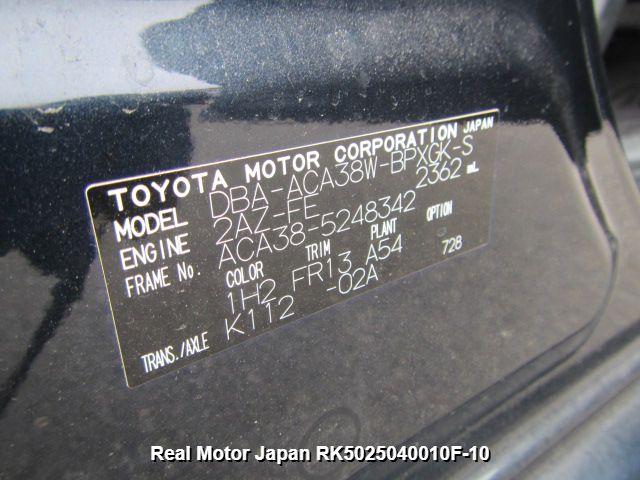 TOYOTA MOTOR CORPORATION JAPAN
MODEL DBA-ACA38W-BPXGK-S
ENGINE 2AZ-FE 2362 mL
FRAME No. ACA38-5248342
COLOR TRIM PLANT OPTION
1H2 FR13 A54 728
TRANS./AXLE K112 -02A
Real Motor Japan RK5025040010F-10